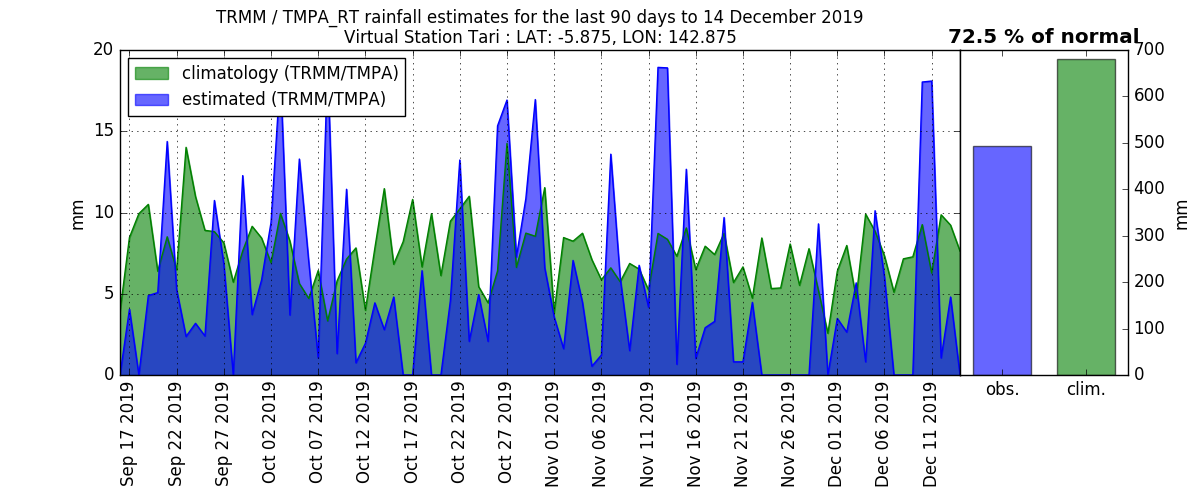 TRMM / TMPA_RT rainfall estimates for the last 90 days to 14 December 2019
Virtual Station Tari : LAT: -5.875, LON: 142.875
72.5 % of normal
climatology (TRMM/TMPA)
estimated (TRMM/TMPA)
20
15
10
5
0
mm
Sep 17 2019
Sep 22 2019
Sep 27 2019
Oct 02 2019
Oct 07 2019
Oct 12 2019
Oct 17 2019
Oct 22 2019
Oct 27 2019
Nov 01 2019
Nov 06 2019
Nov 11 2019
Nov 16 2019
Nov 21 2019
Nov 26 2019
Dec 01 2019
Dec 06 2019
Dec 11 2019
obs.
clim.
700
600
500
400
300
200
100
0
mm